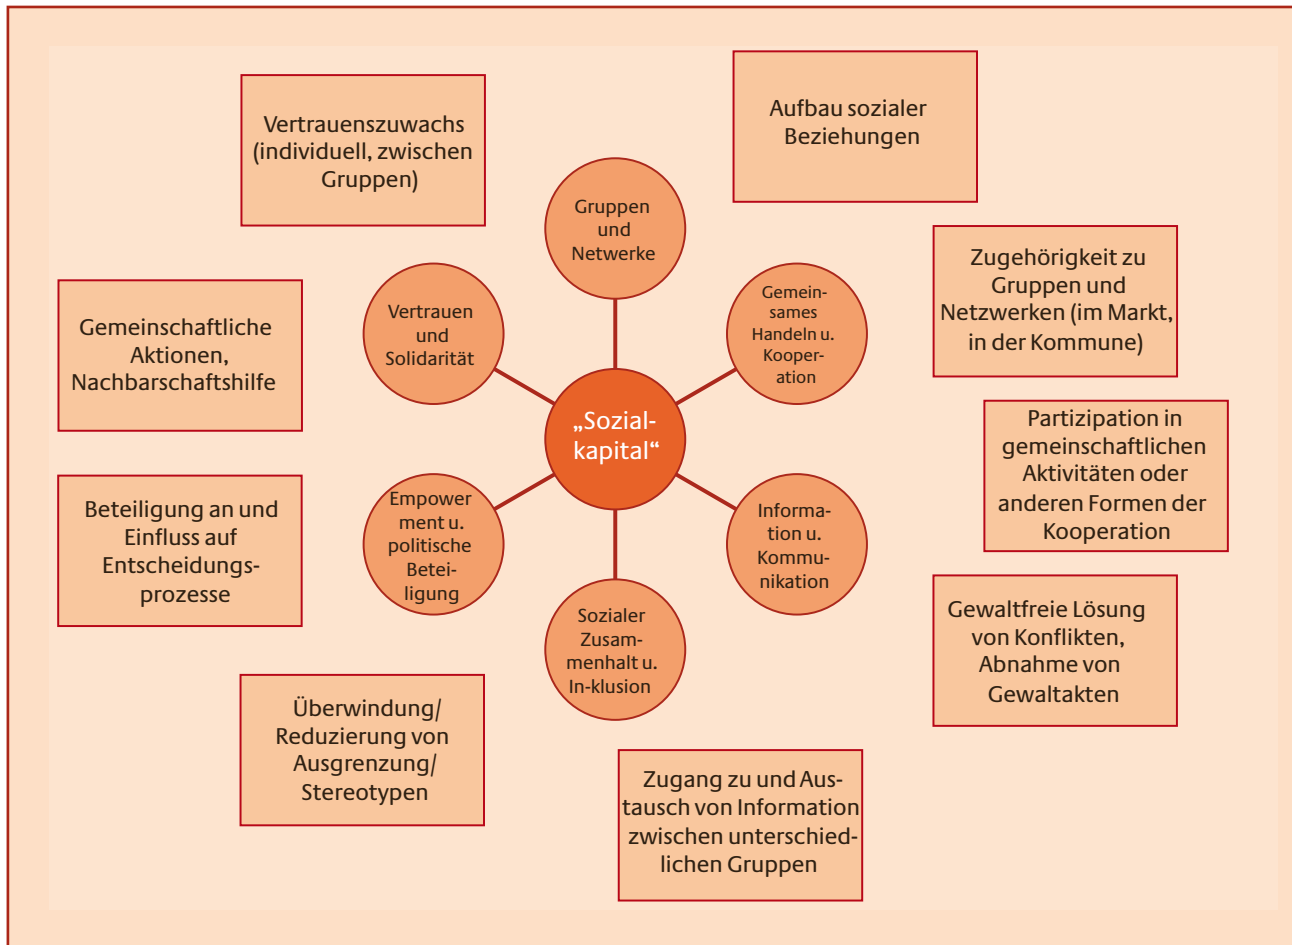 Vertrauenszuwachs
(individuell, zwischen
Gruppen)
Aufbau sozialer
Beziehungen
Gruppen
und
Netwerke
Zugehörigkeit zu
Gruppen und
Netzwerken (im Markt,
in der Kommune)
Gemeinschaftliche
Aktionen,
Nachbarschaftshilfe
Vertrauen
und
Solidarität
Gemein-
sames
Handeln u.
Kooper-
ation
„Sozial-
kapital“
Partizipation in
gemeinschaftlichen
Aktivitäten oder
anderen Formen der
Kooperation
Beteiligung an und
Einfluss auf
Entscheidungs-
prozesse
Empower
ment u.
politische
Betei-
ligung
Informa-
tion u.
Kommu-
nikation
Sozialer
Zusam-
menhalt u.
In-klusion
Gewaltfreie Lösung
von Konflikten,
Abnahme von
Gewaltakten
Überwindung/
Reduzierung von
Ausgrenzung/
Stereotypen
Zugang zu und Aus-
tausch von Information
zwischen unterschied-
lichen Gruppen